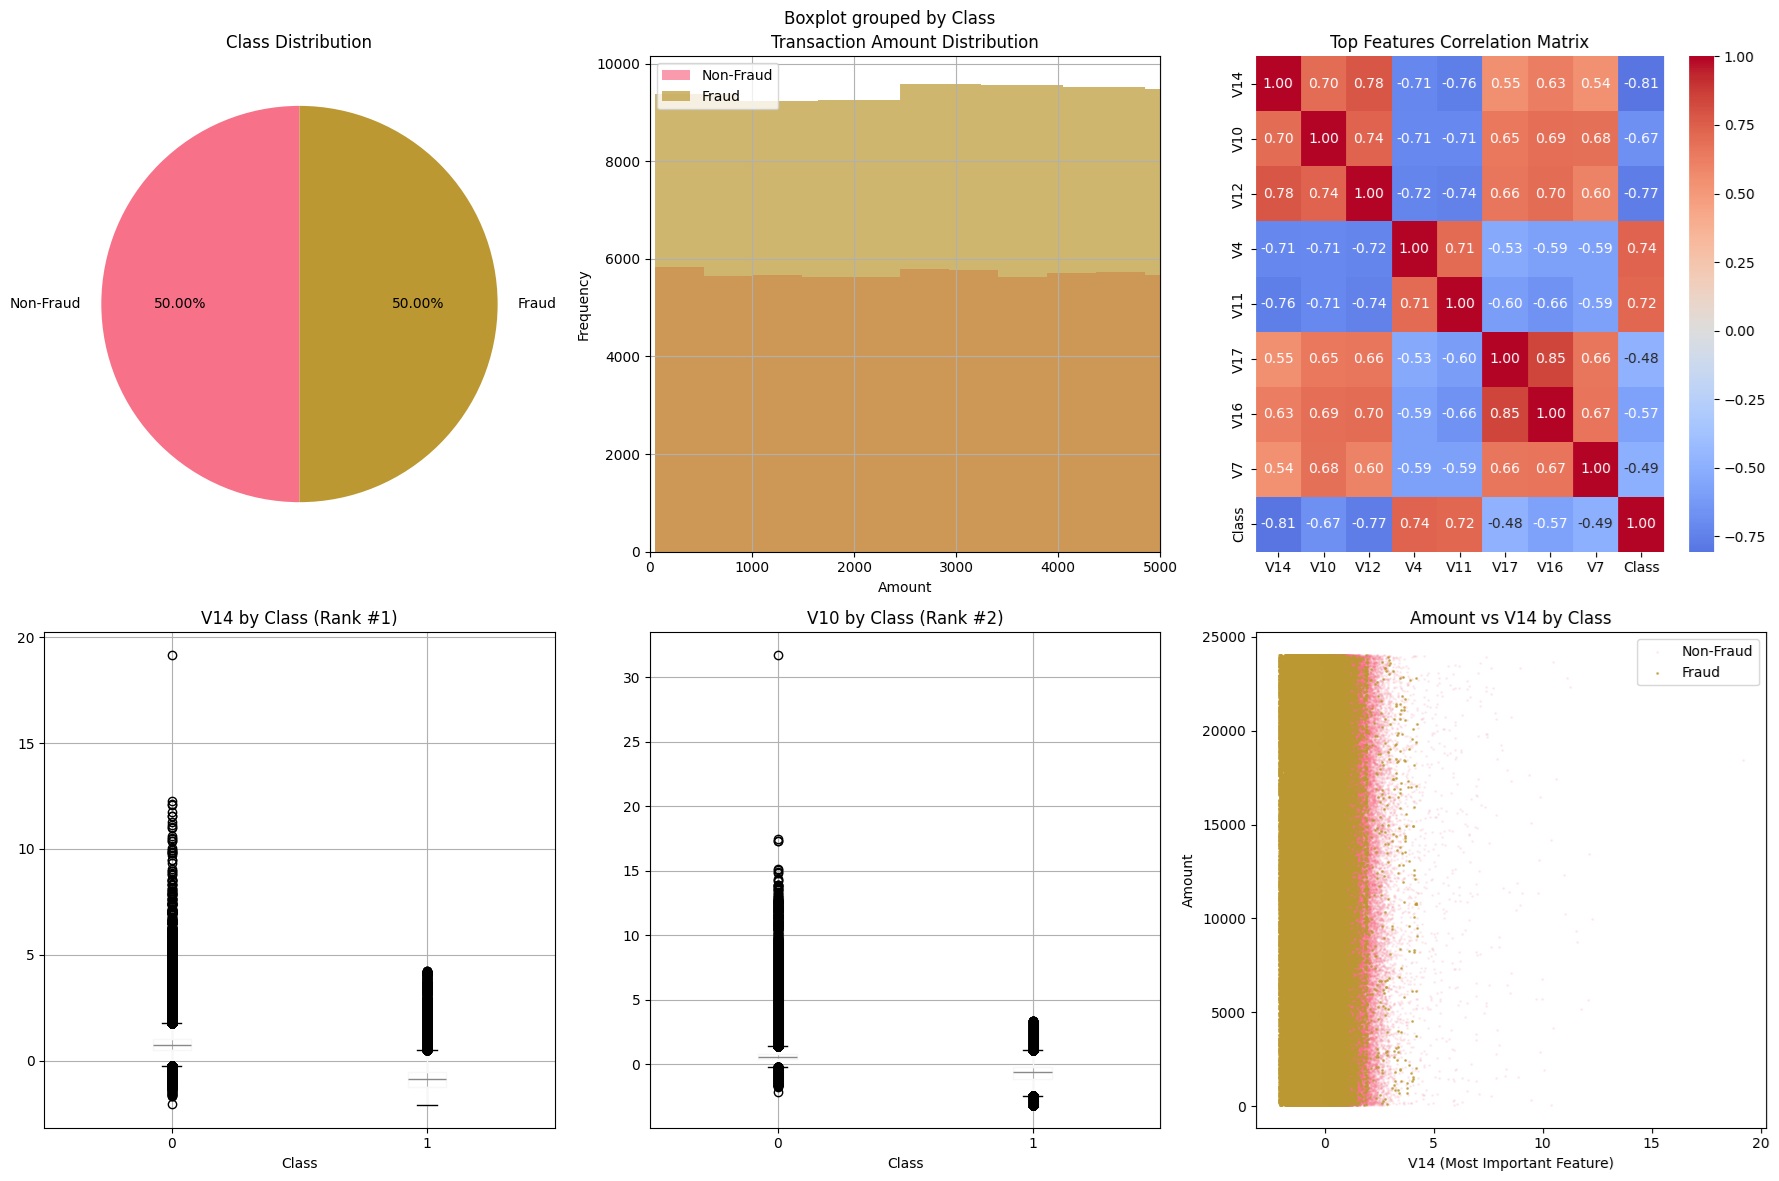 Boxplot grouped by Class
Class Distribution
Non-Fraud
50.00%
50.00%
Fraud
Transaction Amount Distribution
Non-Fraud
Fraud
10000
8000
6000
4000
2000
0
Frequency
0 1000 2000 3000 4000 5000
Amount
Top Features Correlation Matrix
V14 1.00 0.70 0.78 -0.71 -0.76 0.55 0.63 0.54 -0.81
V10 0.70 1.00 0.74 -0.71 -0.71 0.65 0.69 0.68 -0.67
V12 0.78 0.74 1.00 -0.72 -0.74 0.66 0.70 0.60 -0.77
V4 -0.71 -0.71 -0.72 1.00 0.71 -0.53 -0.59 -0.59 0.74
V11 -0.76 -0.71 -0.74 0.71 1.00 -0.60 -0.66 -0.59 0.72
V17 0.55 0.65 0.66 -0.53 -0.60 1.00 0.85 0.66 -0.48
V16 0.63 0.69 0.70 -0.59 -0.66 0.85 1.00 0.67 -0.57
V7 0.54 0.68 0.60 -0.59 -0.59 0.66 0.67 1.00 -0.49
Class -0.81 -0.67 -0.77 0.74 0.72 -0.48 -0.57 -0.49 1.00
V14 V10 V12 V4 V11 V17 V16 V7 Class
1.00
0.75
0.50
0.25
0.00
−0.25
−0.50
−0.75
V14 by Class (Rank #1)
20
15
10
5
0
0 1
Class
V10 by Class (Rank #2)
30
25
20
15
10
5
0
0 1
Class
Amount vs V14 by Class
Non-Fraud
Fraud
25000
20000
15000
10000
5000
0
Amount
0 5 10 15 20
V14 (Most Important Feature)